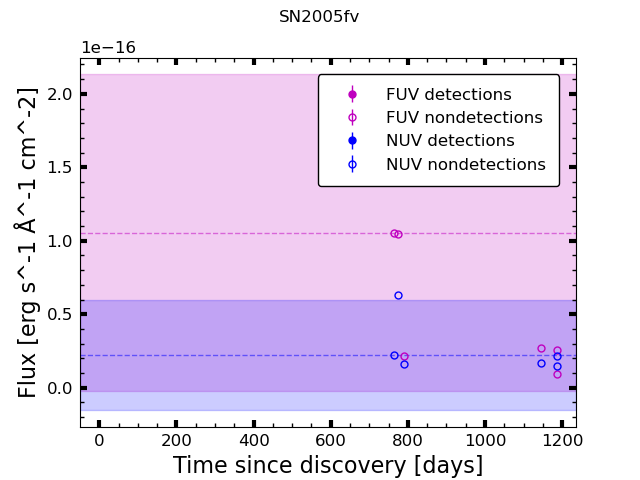 SN2005fv
1e−16
2.0
1.5
1.0
0.5
0.0
Flux [erg s^-1 Å^-1 cm^-2]
FUV detections
FUV nondetections
NUV detections
NUV nondetections
0 200 400 600 800 1000 1200
Time since discovery [days]